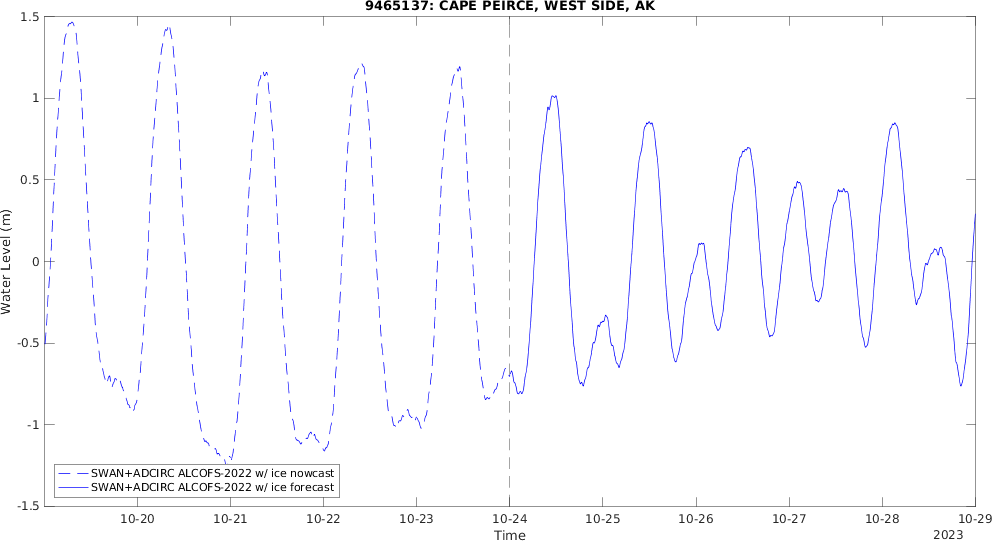 9465137: CAPE PEIRCE, WEST SIDE, AK
1.5
1
0.5
0
-0.5
-1
-1.5
Water Level (m)
SWAN+ADCIRC ALCOFS-2022 w/ ice nowcast
SWAN+ADCIRC ALCOFS-2022 w/ ice forecast
10-20 10-21 10-22 10-23 10-24 10-25 10-26 10-27 10-28 10-29
Time
2023